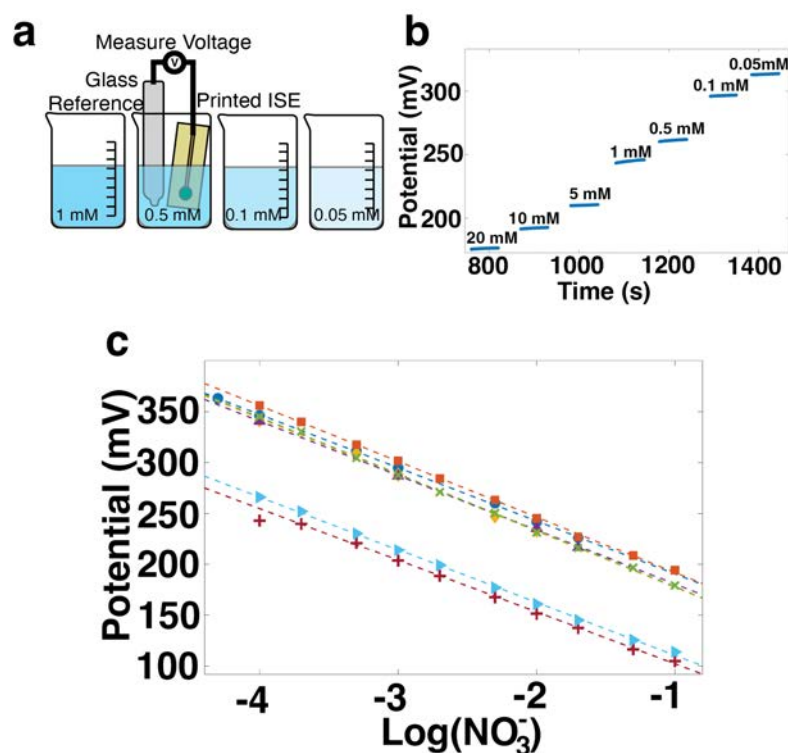 a
Measure Voltage
V
Glass
Reference
Printed ISE
1 mM
0.5 mM
0.1 mM
0.05mM
b
Potential (mV)
300
250
200
20 mM
10 mM
5 mM
1 mM
0.5 mM
0.1 mM
0.05mM
800 1000 1200 1400
Time (s)
c
Potential (mV)
350
300
250
200
150
100
-4 -3 -2 -1
Log(NO₃⁻)